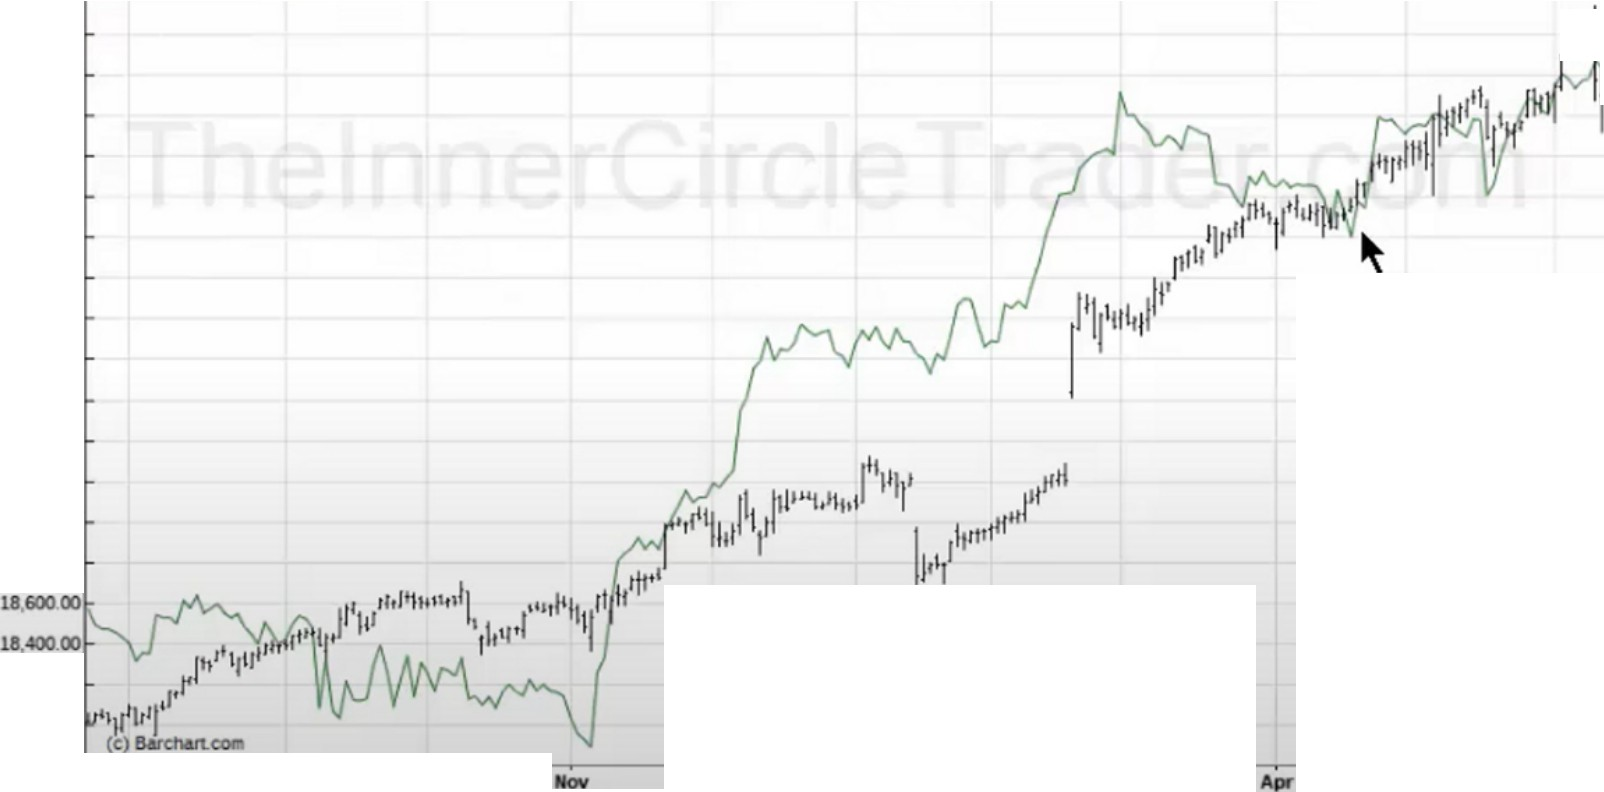 TheInnerCircleTrader.com
18,600.00
18,400.00
(c) Barchart.com
Nov
Apr